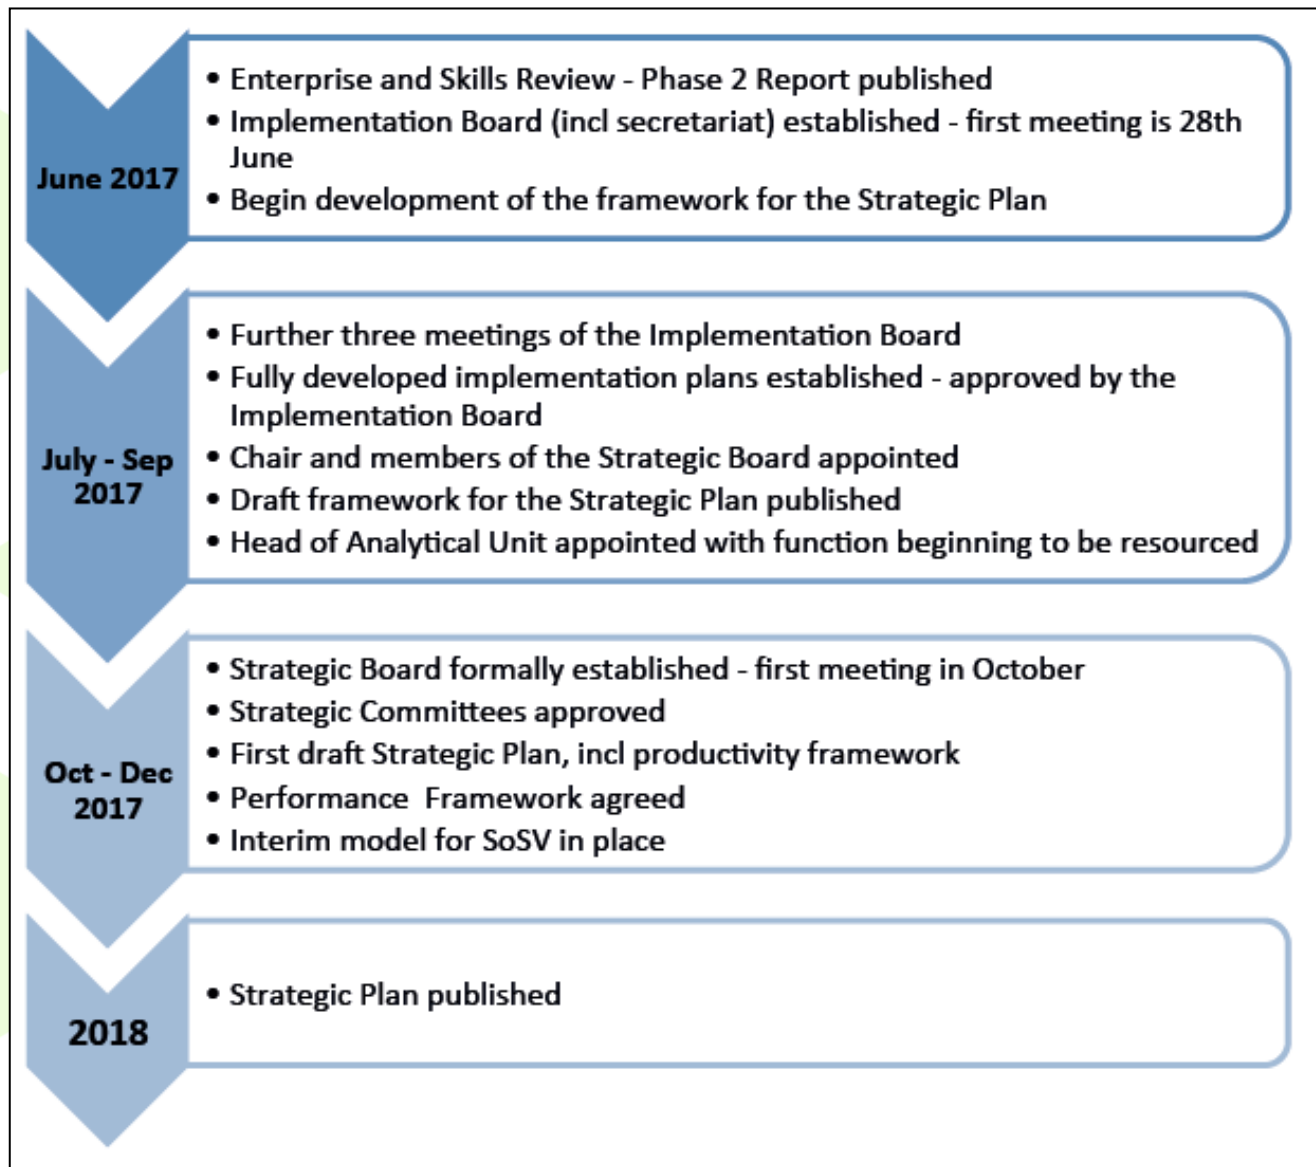 June 2017
• Enterprise and Skills Review - Phase 2 Report published
• Implementation Board (incl secretariat) established - first meeting is 28th
June
• Begin development of the framework for the Strategic Plan
July - Sep
2017
• Further three meetings of the Implementation Board
• Fully developed implementation plans established - approved by the
Implementation Board
• Chair and members of the Strategic Board appointed
• Draft framework for the Strategic Plan published
• Head of Analytical Unit appointed with function beginning to be resourced
Oct - Dec
2017
• Strategic Board formally established - first meeting in October
• Strategic Committees approved
• First draft Strategic Plan, incl productivity framework
• Performance  Framework agreed
• Interim model for SoSV in place
2018
• Strategic Plan published